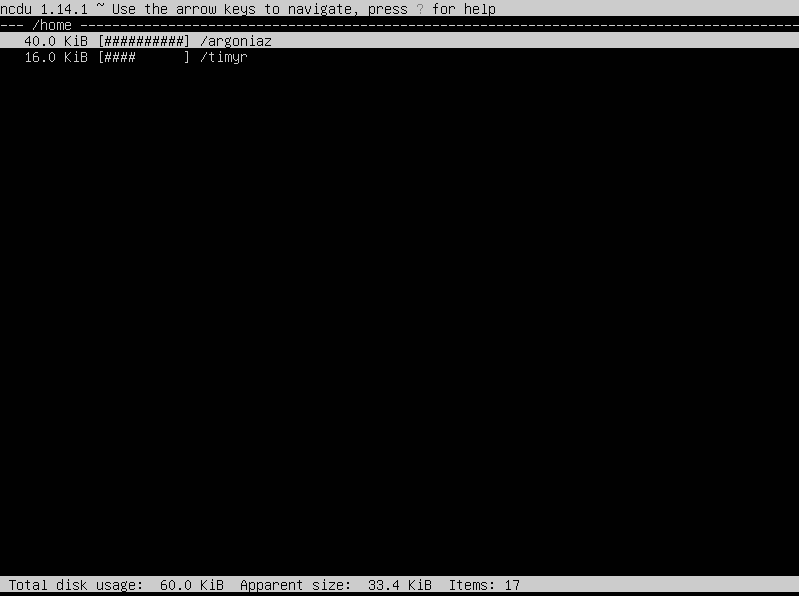 ncdu 1.14.1 ~ Use the arrow keys to navigate, press ? for help
--- /home ------------------------------------------------------------------------------------------
   40.0 KiB [##########] /argoniaz
   16.0 KiB [####      ] /timyr
 Total disk usage:  60.0 KiB  Apparent size:  33.4 KiB  Items: 17